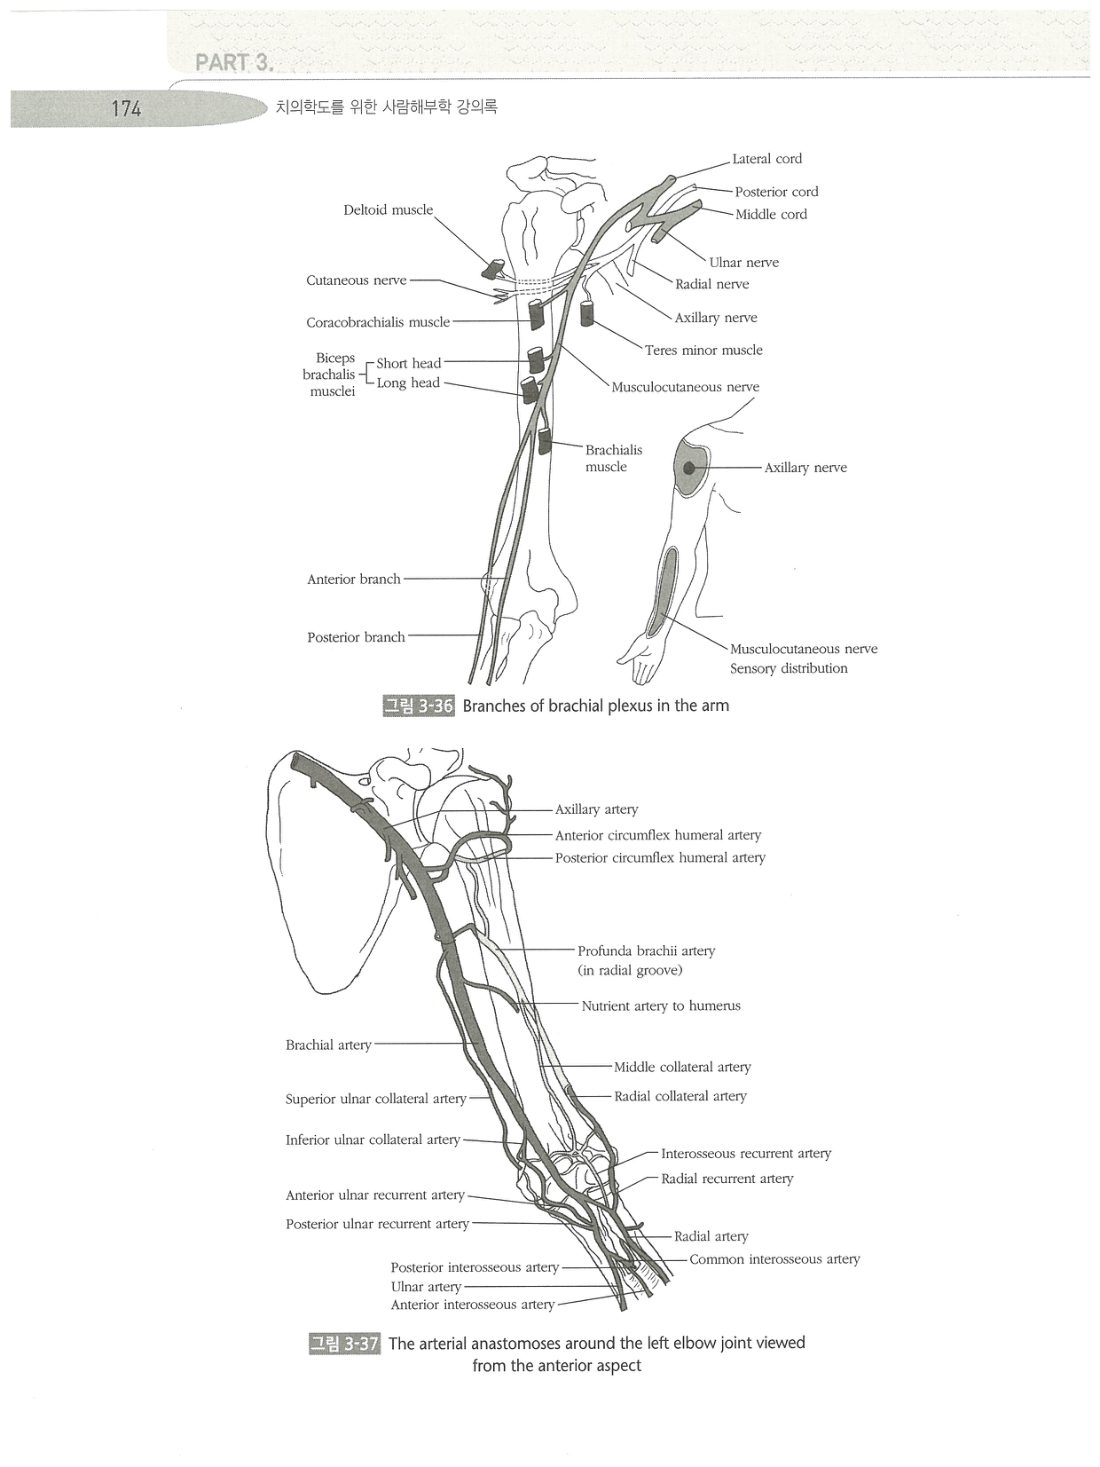 PART 3.
174
치의학도를 위한 사람해부학 강의록
Lateral cord
Posterior cord
Middle cord
Deltoid muscle
Ulnar nerve
Cutaneous nerve
Radial nerve
Coracobrachialis muscle
Axillary nerve
Teres minor muscle
Biceps
brachalis
musclei
Short head
Long head
Musculocutaneous nerve
Brachialis
muscle
Axillary nerve
Anterior branch
Posterior branch
Musculocutaneous nerve
Sensory distribution
그림 3-36 Branches of brachial plexus in the arm
Axillary artery
Anterior circumflex humeral artery
Posterior circumflex humeral artery
Profunda brachii artery
(in radial groove)
Nutrient artery to humerus
Brachial artery
Middle collateral artery
Superior ulnar collateral artery
Radial collateral artery
Inferior ulnar collateral artery
Interosseous recurrent artery
Radial recurrent artery
Anterior ulnar recurrent artery
Posterior ulnar recurrent artery
Radial artery
Common interosseous artery
Posterior interosseous artery
Ulnar artery
Anterior interosseous artery
그림 3-37 The arterial anastomoses around the left elbow joint viewed
from the anterior aspect